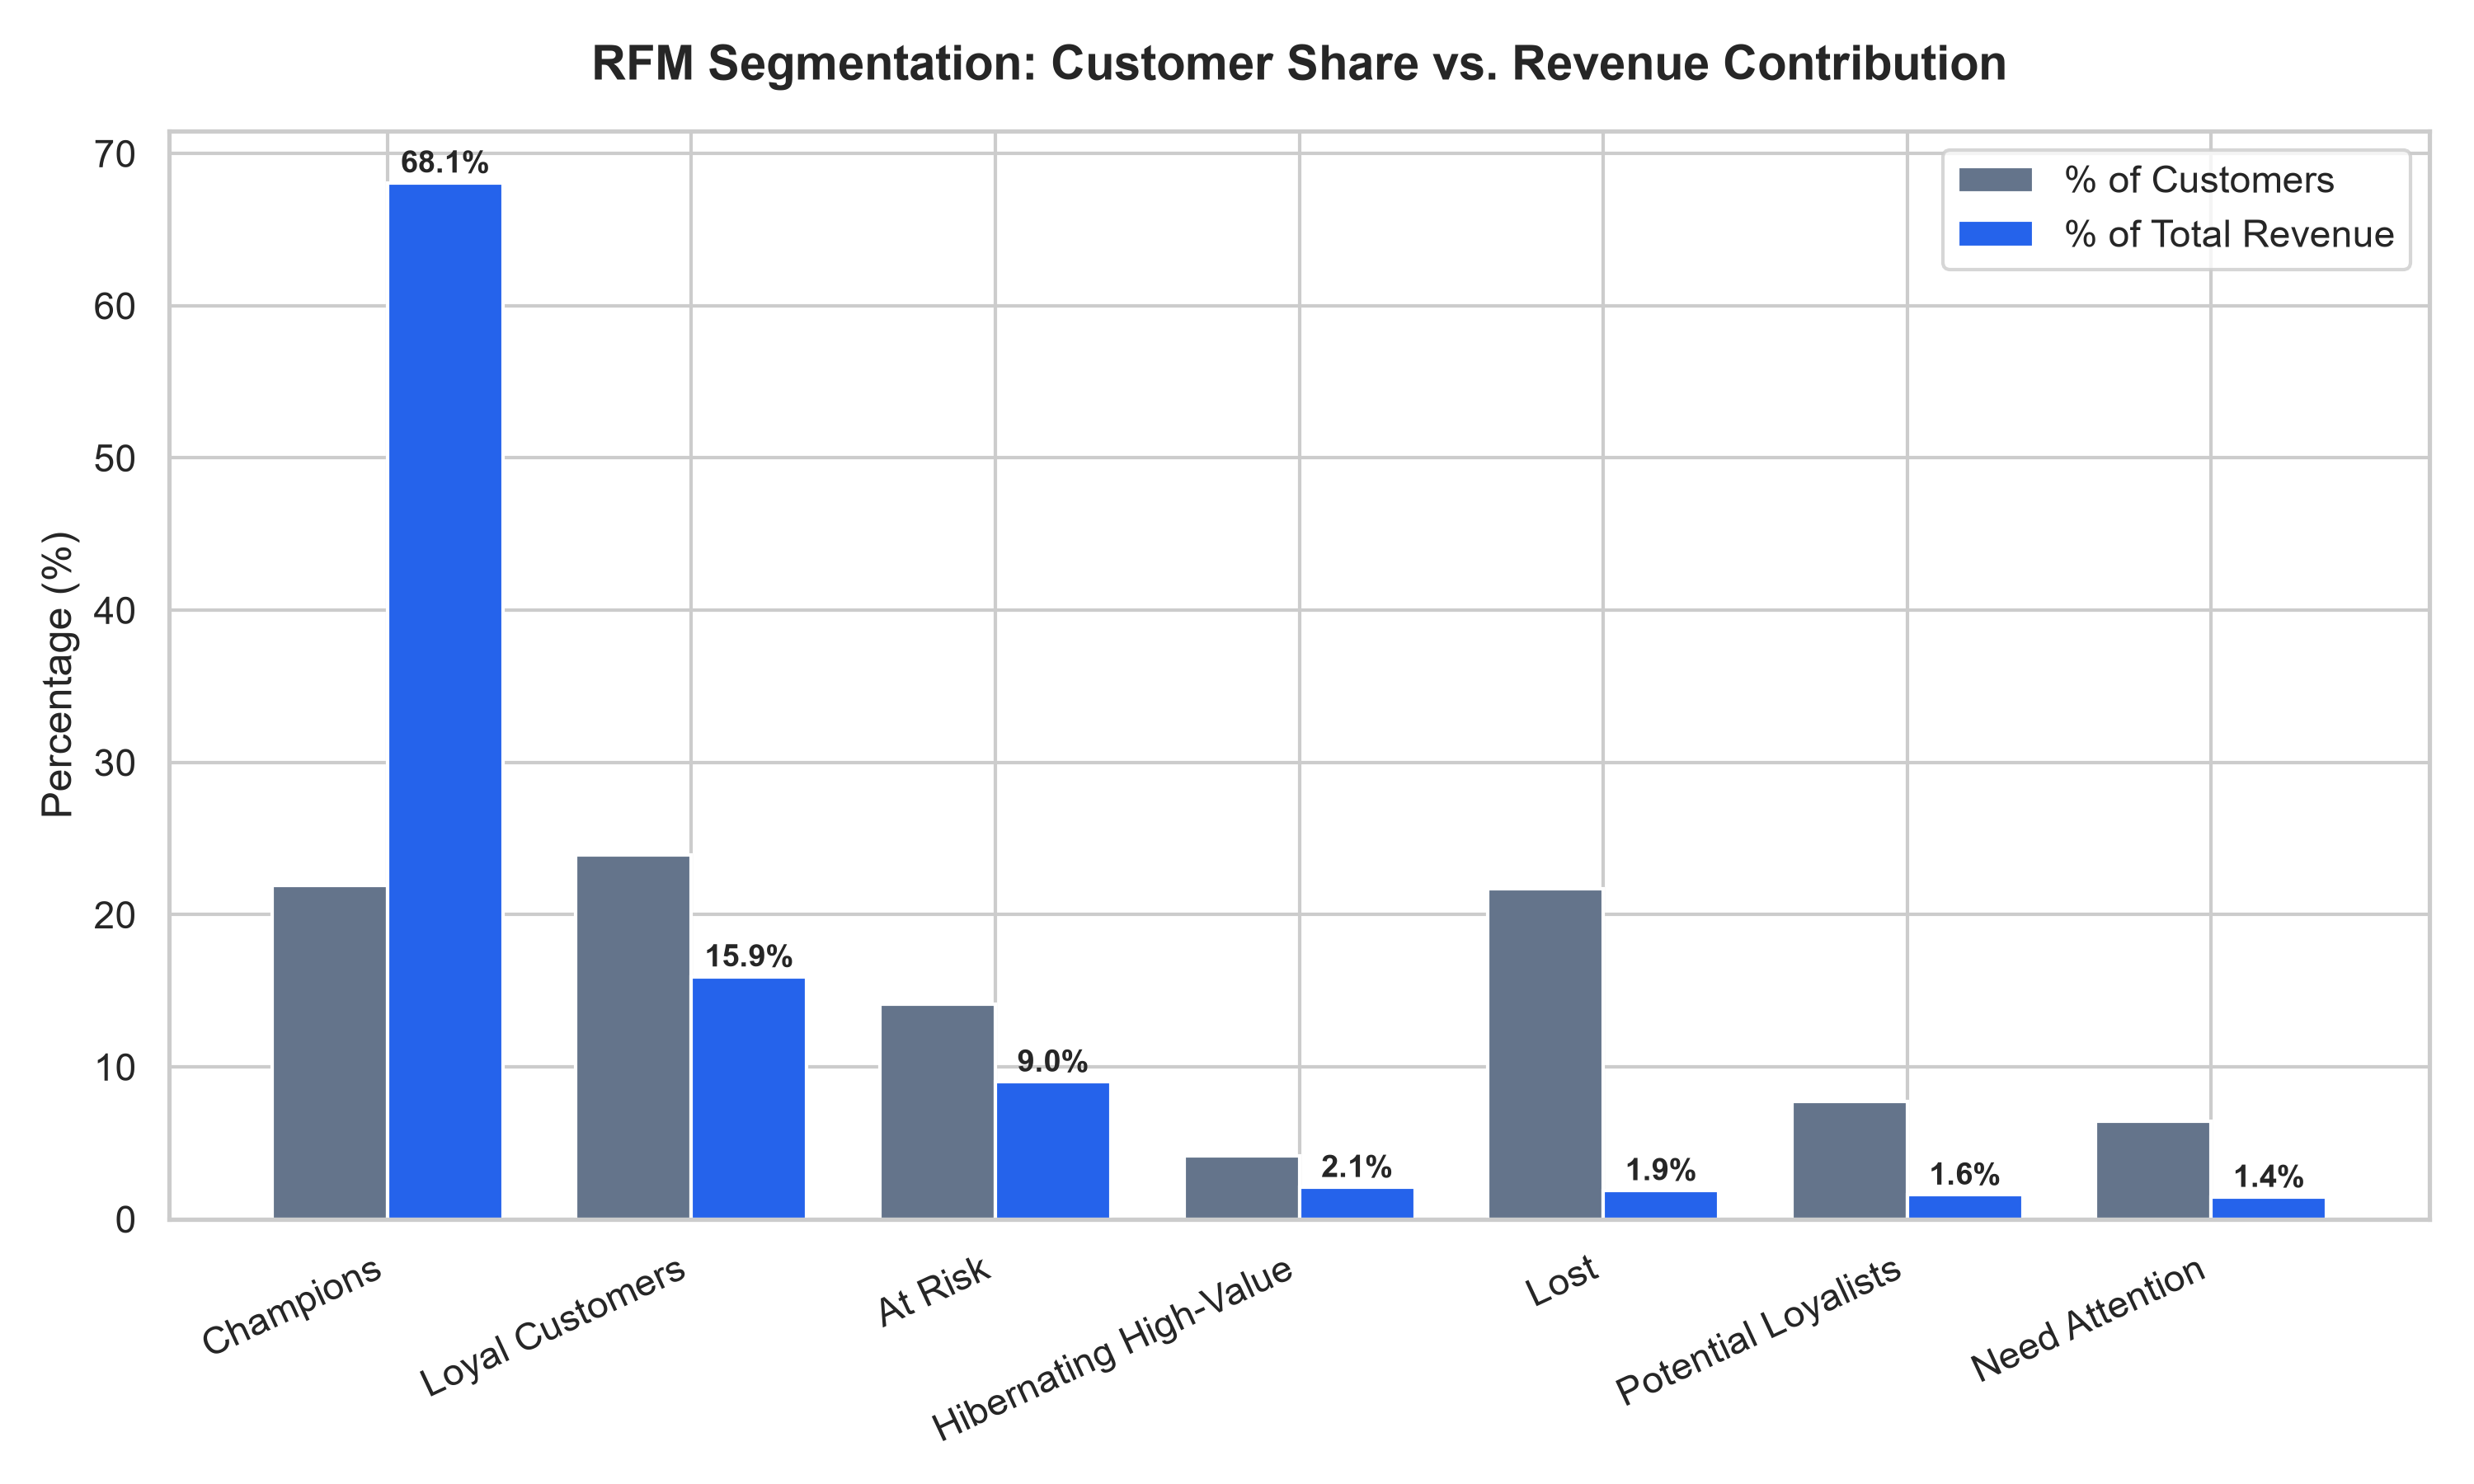 RFM Segmentation: Customer Share vs. Revenue Contribution
% of Customers
% of Total Revenue
Percentage (%)
70
60
50
40
30
20
10
0
68.1%
15.9%
9.0%
2.1%
1.9%
1.6%
1.4%
Champions
Loyal Customers
At Risk
Hibernating High-Value
Lost
Potential Loyalists
Need Attention